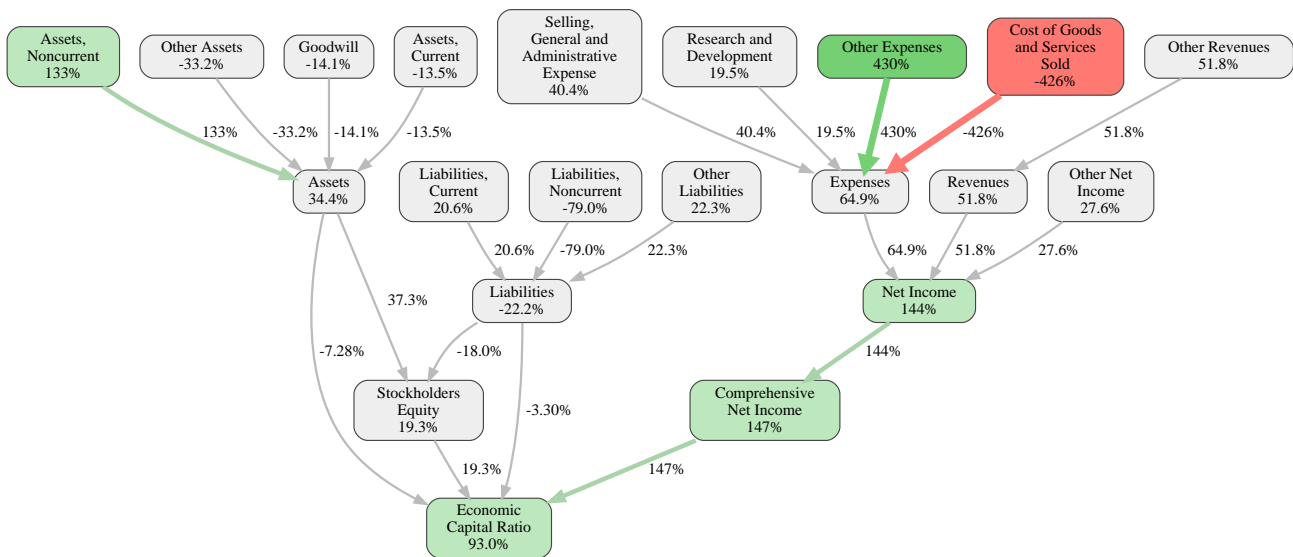 Assets,
Noncurrent
133%
Other Assets
-33.2%
Goodwill
-14.1%
Assets,
Current
-13.5%
Selling,
General and
Administrative
Expense
40.4%
Research and
Development
19.5%
Other Expenses
430%
Cost of Goods
and Services
Sold
-426%
Other Revenues
51.8%
133%
-33.2%
-14.1%
-13.5%
40.4%
19.5%
430%
-426%
51.8%
Assets
34.4%
Liabilities,
Current
20.6%
Liabilities,
Noncurrent
-79.0%
Other
Liabilities
22.3%
Expenses
64.9%
Revenues
51.8%
Other Net
Income
27.6%
20.6%
-79.0%
22.3%
64.9%
51.8%
27.6%
37.3%
Liabilities
-22.2%
Net Income
144%
-7.28%
-18.0%
144%
Stockholders
Equity
19.3%
-3.30%
Comprehensive
Net Income
147%
19.3%
147%
Economic
Capital Ratio
93.0%